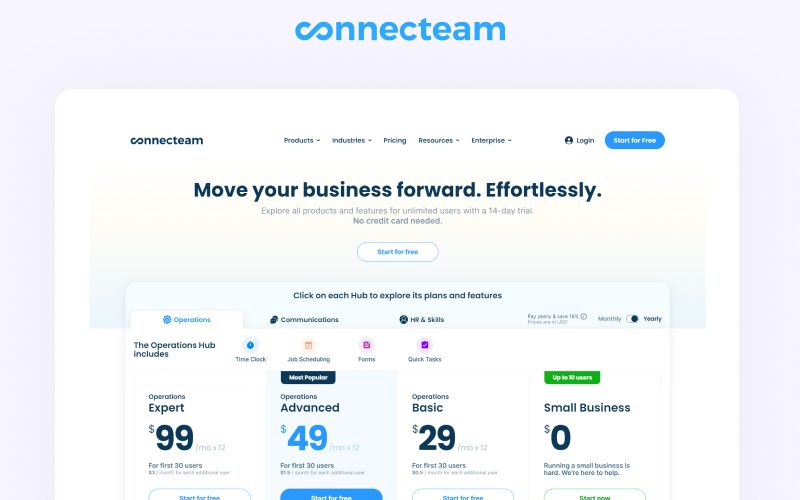 connecteam
connecteam
Products
Industries
Pricing
Resources
Enterprise
Login
Start for Free
Move your business forward. Effortlessly.
Explore all products and features for unlimited users with a 14-day trial.
No credit card needed.
Start for free
Click on each Hub to explore its plans and features
Operations
Communications
HR & Skills
Pay yearly & save 18%
Prices are in USD
Monthly
Yearly
The Operations Hub
includes
Time Clock
Job Scheduling
Forms
Quick Tasks
Operations
Expert
$99 /mo x 12
For first 30 users
$3 / month for each additional user
Start for free
Most Popular
Operations
Advanced
$49 /mo x 12
For first 30 users
$1.5 / month for each additional user
Start for free
Operations
Basic
$29 /mo x 12
For first 30 users
$0.5 / month for each additional user
Start for free
Up to 10 users
Small Business
$0
Running a small business is
hard. We're here to help.
Start now